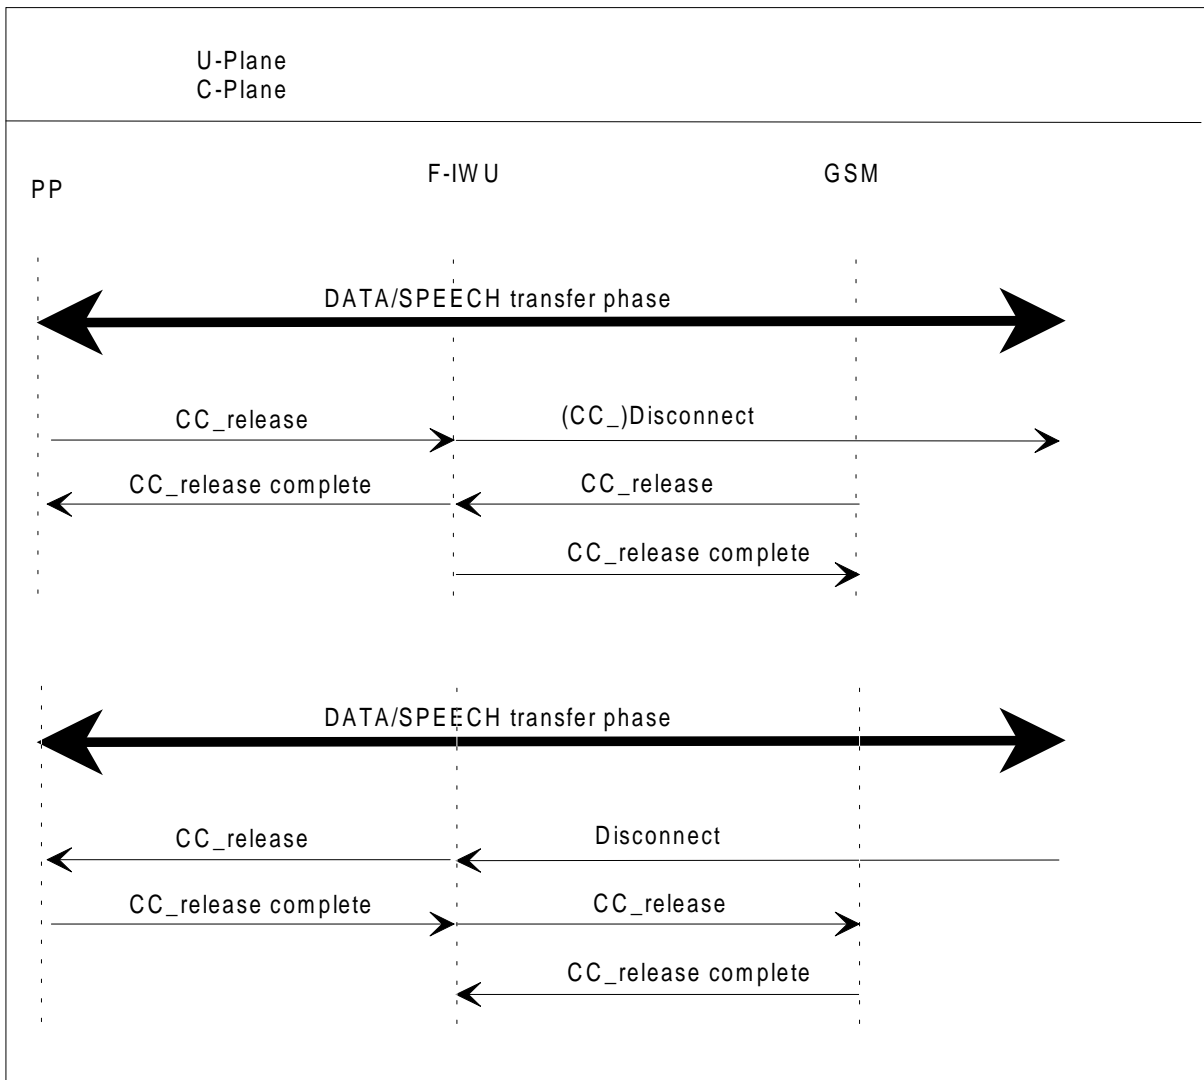 U-Plane
C-Plane
PP
F-IWU
GSM
DATA/SPEECH transfer phase
CC_release
(CC_)Disconnect
CC_release complete
CC_release
CC_release complete
DATA/SPEECH transfer phase
CC_release
Disconnect
CC_release complete
CC_release
CC_release complete